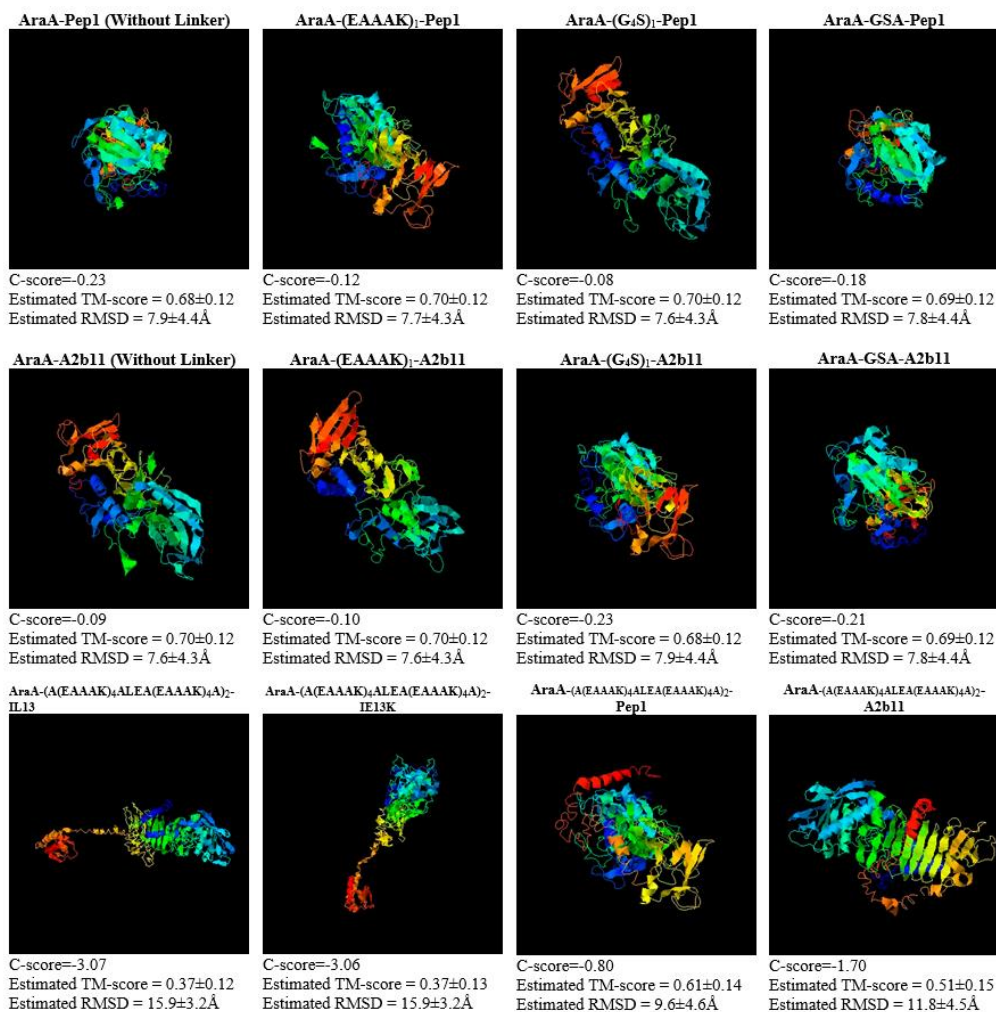 AraA-Pep1 (Without Linker)
AraA-(EAAAK)₁-Pep1
AraA-(G₄S)₁-Pep1
AraA-GSA-Pep1
C-score=-0.23
Estimated TM-score = 0.68±0.12
Estimated RMSD = 7.9±4.4Å
C-score=-0.12
Estimated TM-score = 0.70±0.12
Estimated RMSD = 7.7±4.3Å
C-score=-0.08
Estimated TM-score = 0.70±0.12
Estimated RMSD = 7.6±4.3Å
C-score=-0.18
Estimated TM-score = 0.69±0.12
Estimated RMSD = 7.8±4.4Å
AraA-A2b11 (Without Linker)
AraA-(EAAAK)₁-A2b11
AraA-(G₄S)₁-A2b11
AraA-GSA-A2b11
C-score=-0.09
Estimated TM-score = 0.70±0.12
Estimated RMSD = 7.6±4.3Å
C-score=-0.10
Estimated TM-score = 0.70±0.12
Estimated RMSD = 7.6±4.3Å
C-score=-0.23
Estimated TM-score = 0.68±0.12
Estimated RMSD = 7.9±4.4Å
C-score=-0.21
Estimated TM-score = 0.69±0.12
Estimated RMSD = 7.8±4.4Å
AraA-(A(EAAAK)₄ALEA(EAAAK)₄A)₂-
IL13
AraA-(A(EAAAK)₄ALEA(EAAAK)₄A)₂-
IE13K
AraA-(A(EAAAK)₄ALEA(EAAAK)₄A)₂-
Pep1
AraA-(A(EAAAK)₄ALEA(EAAAK)₄A)₂-
A2b11
C-score=-3.07
Estimated TM-score = 0.37±0.12
Estimated RMSD = 15.9±3.2Å
C-score=-3.06
Estimated TM-score = 0.37±0.13
Estimated RMSD = 15.9±3.2Å
C-score=-0.80
Estimated TM-score = 0.61±0.14
Estimated RMSD = 9.6±4.6Å
C-score=-1.70
Estimated TM-score = 0.51±0.15
Estimated RMSD = 11.8±4.5Å